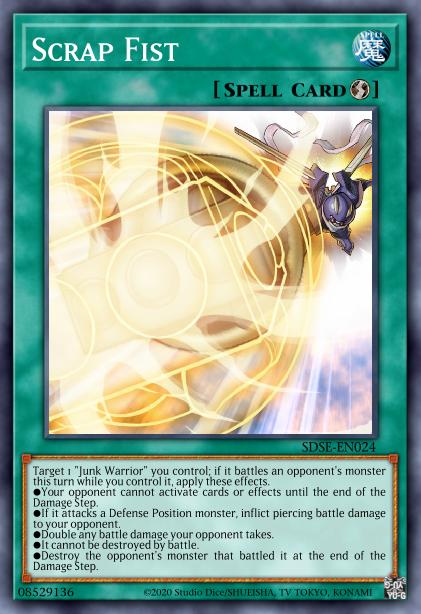 SCRAP FIST
SPELL
魔
[SPELL CARD]
SDSE-EN024
Target 1 "Junk Warrior" you control; if it battles an opponent's monster
this turn while you control it, apply these effects.
●Your opponent cannot activate cards or effects until the end of the
Damage Step.
●If it attacks a Defense Position monster, inflict piercing battle damage
to your opponent.
●Double any battle damage your opponent takes.
●It cannot be destroyed by battle.
●Destroy the opponent's monster that battled it at the end of the
Damage Step.
08529136
©2020 Studio Dice/SHUEISHA, TV TOKYO, KONAMI